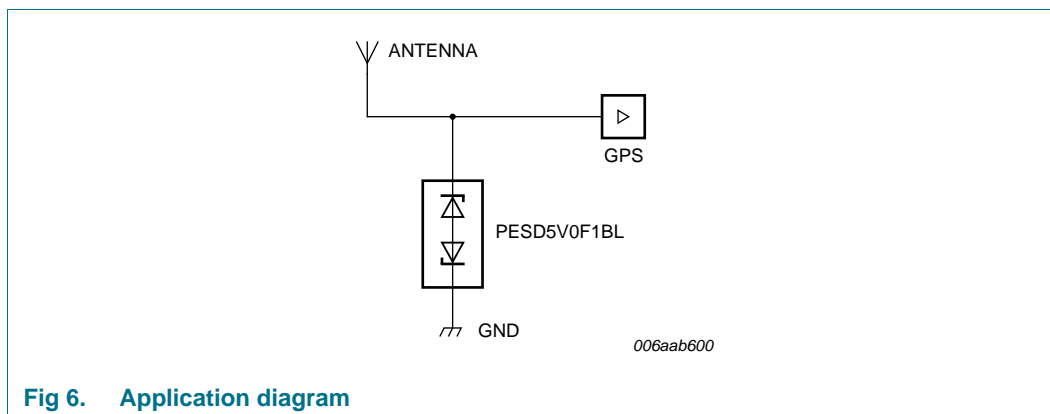 ANTENNA
GPS
PESD5V0F1BL
GND
006aab600
Fig 6. Application diagram